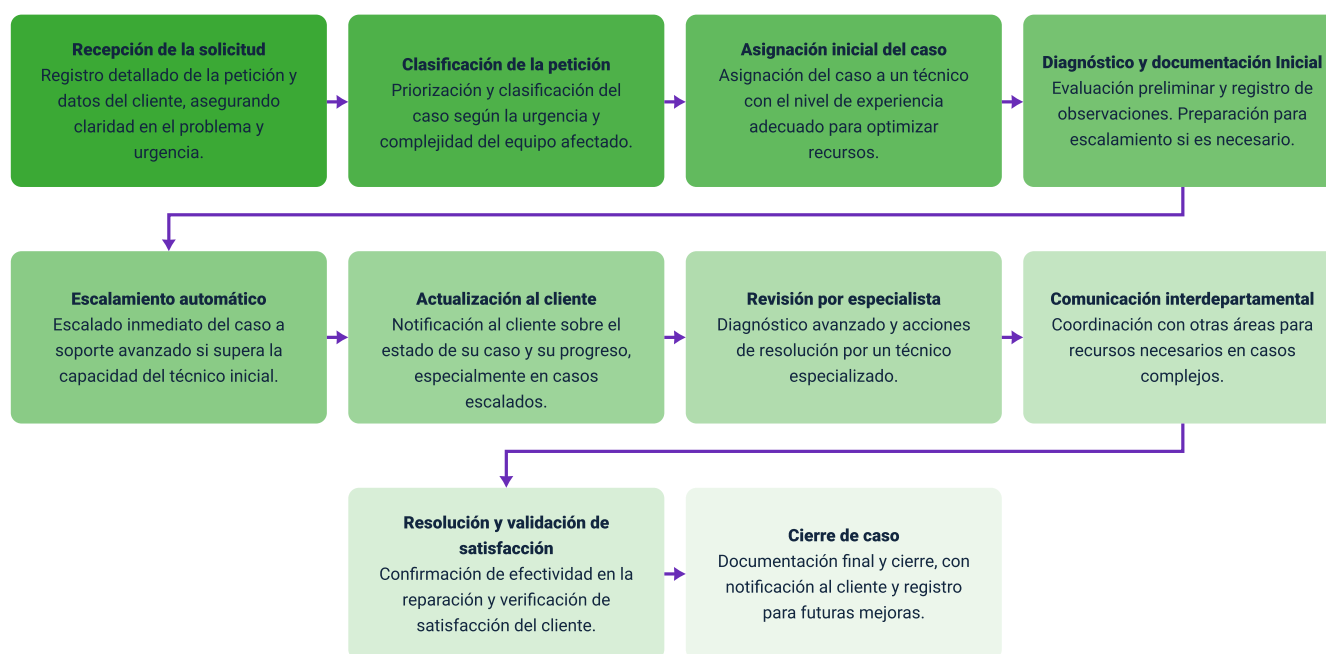 Recepción de la solicitud
Registro detallado de la petición y
datos del cliente, asegurando
claridad en el problema y
urgencia.
Clasificación de la petición
Priorización y clasificación del
caso según la urgencia y
complejidad del equipo afectado.
Asignación inicial del caso
Asignación del caso a un técnico
con el nivel de experiencia
adecuado para optimizar
recursos.
Diagnóstico y documentación Inicial
Evaluación preliminar y registro de
observaciones. Preparación para
escalamiento si es necesario.
Escalamiento automático
Escalado inmediato del caso a
soporte avanzado si supera la
capacidad del técnico inicial.
Actualización al cliente
Notificación al cliente sobre el
estado de su caso y su progreso,
especialmente en casos
escalados.
Revisión por especialista
Diagnóstico avanzado y acciones
de resolución por un técnico
especializado.
Comunicación interdepartamental
Coordinación con otras áreas para
recursos necesarios en casos
complejos.
Resolución y validación de
satisfacción
Confirmación de efectividad en la
reparación y verificación de
satisfacción del cliente.
Cierre de caso
Documentación final y cierre, con
notificación al cliente y registro
para futuras mejoras.